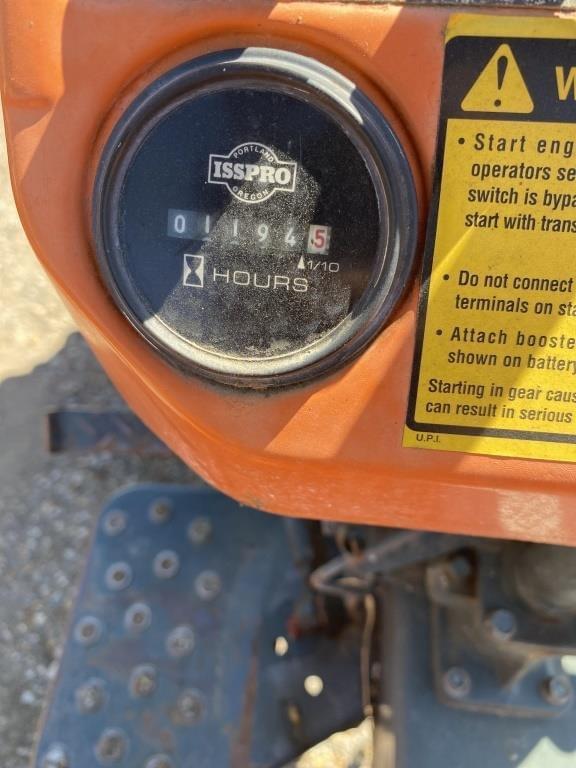 PORTLAND
ISSPRO
OREGON
011945
1/10
HOURS
W
• Start eng
operators se
switch is bypa
start with trans
• Do not connect
terminals on sta
• Attach booste
shown on battery
Starting in gear caus
can result in serious
U.P.I.